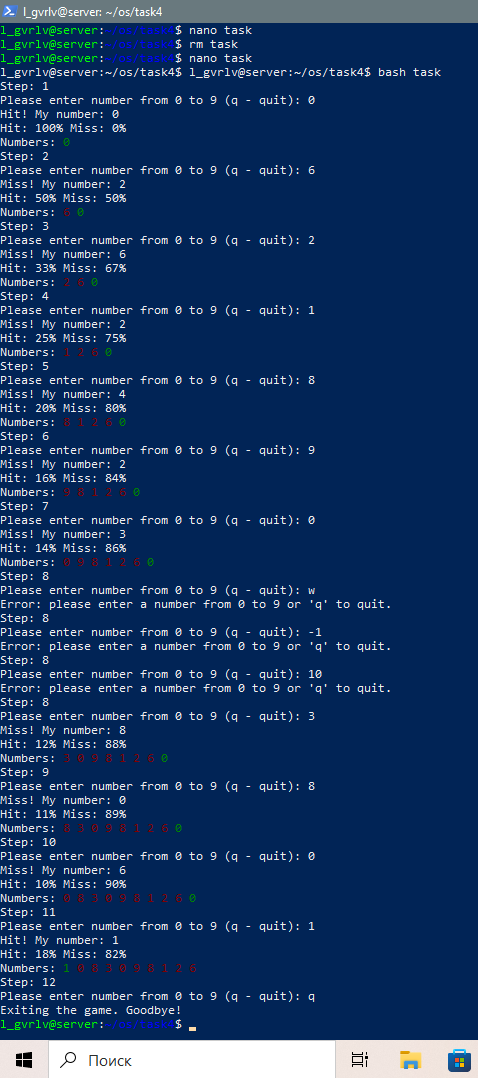 l_gvrlv@server: ~/os/task4
l_gvrlv@server:~/os/task4$ nano task
l_gvrlv@server:~/os/task4$ rm task
l_gvrlv@server:~/os/task4$ nano task
l_gvrlv@server:~/os/task4$ l_gvrlv@server:~/os/task4$ bash task
Step: 1
Please enter number from 0 to 9 (q - quit): 0
Hit! My number: 0
Hit: 100% Miss: 0%
Numbers: 0
Step: 2
Please enter number from 0 to 9 (q - quit): 6
Miss! My number: 2
Hit: 50% Miss: 50%
Numbers: 6 0
Step: 3
Please enter number from 0 to 9 (q - quit): 2
Miss! My number: 6
Hit: 33% Miss: 67%
Numbers: 2 6 0
Step: 4
Please enter number from 0 to 9 (q - quit): 1
Miss! My number: 2
Hit: 25% Miss: 75%
Numbers: 1 2 6 0
Step: 5
Please enter number from 0 to 9 (q - quit): 8
Miss! My number: 4
Hit: 20% Miss: 80%
Numbers: 8 1 2 6 0
Step: 6
Please enter number from 0 to 9 (q - quit): 9
Miss! My number: 2
Hit: 16% Miss: 84%
Numbers: 9 8 1 2 6 0
Step: 7
Please enter number from 0 to 9 (q - quit): 0
Miss! My number: 3
Hit: 14% Miss: 86%
Numbers: 0 9 8 1 2 6 0
Step: 8
Please enter number from 0 to 9 (q - quit): w
Error: please enter a number from 0 to 9 or 'q' to quit.
Step: 8
Please enter number from 0 to 9 (q - quit): -1
Error: please enter a number from 0 to 9 or 'q' to quit.
Step: 8
Please enter number from 0 to 9 (q - quit): 10
Error: please enter a number from 0 to 9 or 'q' to quit.
Step: 8
Please enter number from 0 to 9 (q - quit): 3
Miss! My number: 8
Hit: 12% Miss: 88%
Numbers: 3 0 9 8 1 2 6 0
Step: 9
Please enter number from 0 to 9 (q - quit): 8
Miss! My number: 0
Hit: 11% Miss: 89%
Numbers: 8 3 0 9 8 1 2 6 0
Step: 10
Please enter number from 0 to 9 (q - quit): 0
Miss! My number: 6
Hit: 10% Miss: 90%
Numbers: 0 8 3 0 9 8 1 2 6 0
Step: 11
Please enter number from 0 to 9 (q - quit): 1
Hit! My number: 1
Hit: 18% Miss: 82%
Numbers: 1 0 8 3 0 9 8 1 2 6
Step: 12
Please enter number from 0 to 9 (q - quit): q
Exiting the game. Goodbye!
l_gvrlv@server:~/os/task4$
Поиск